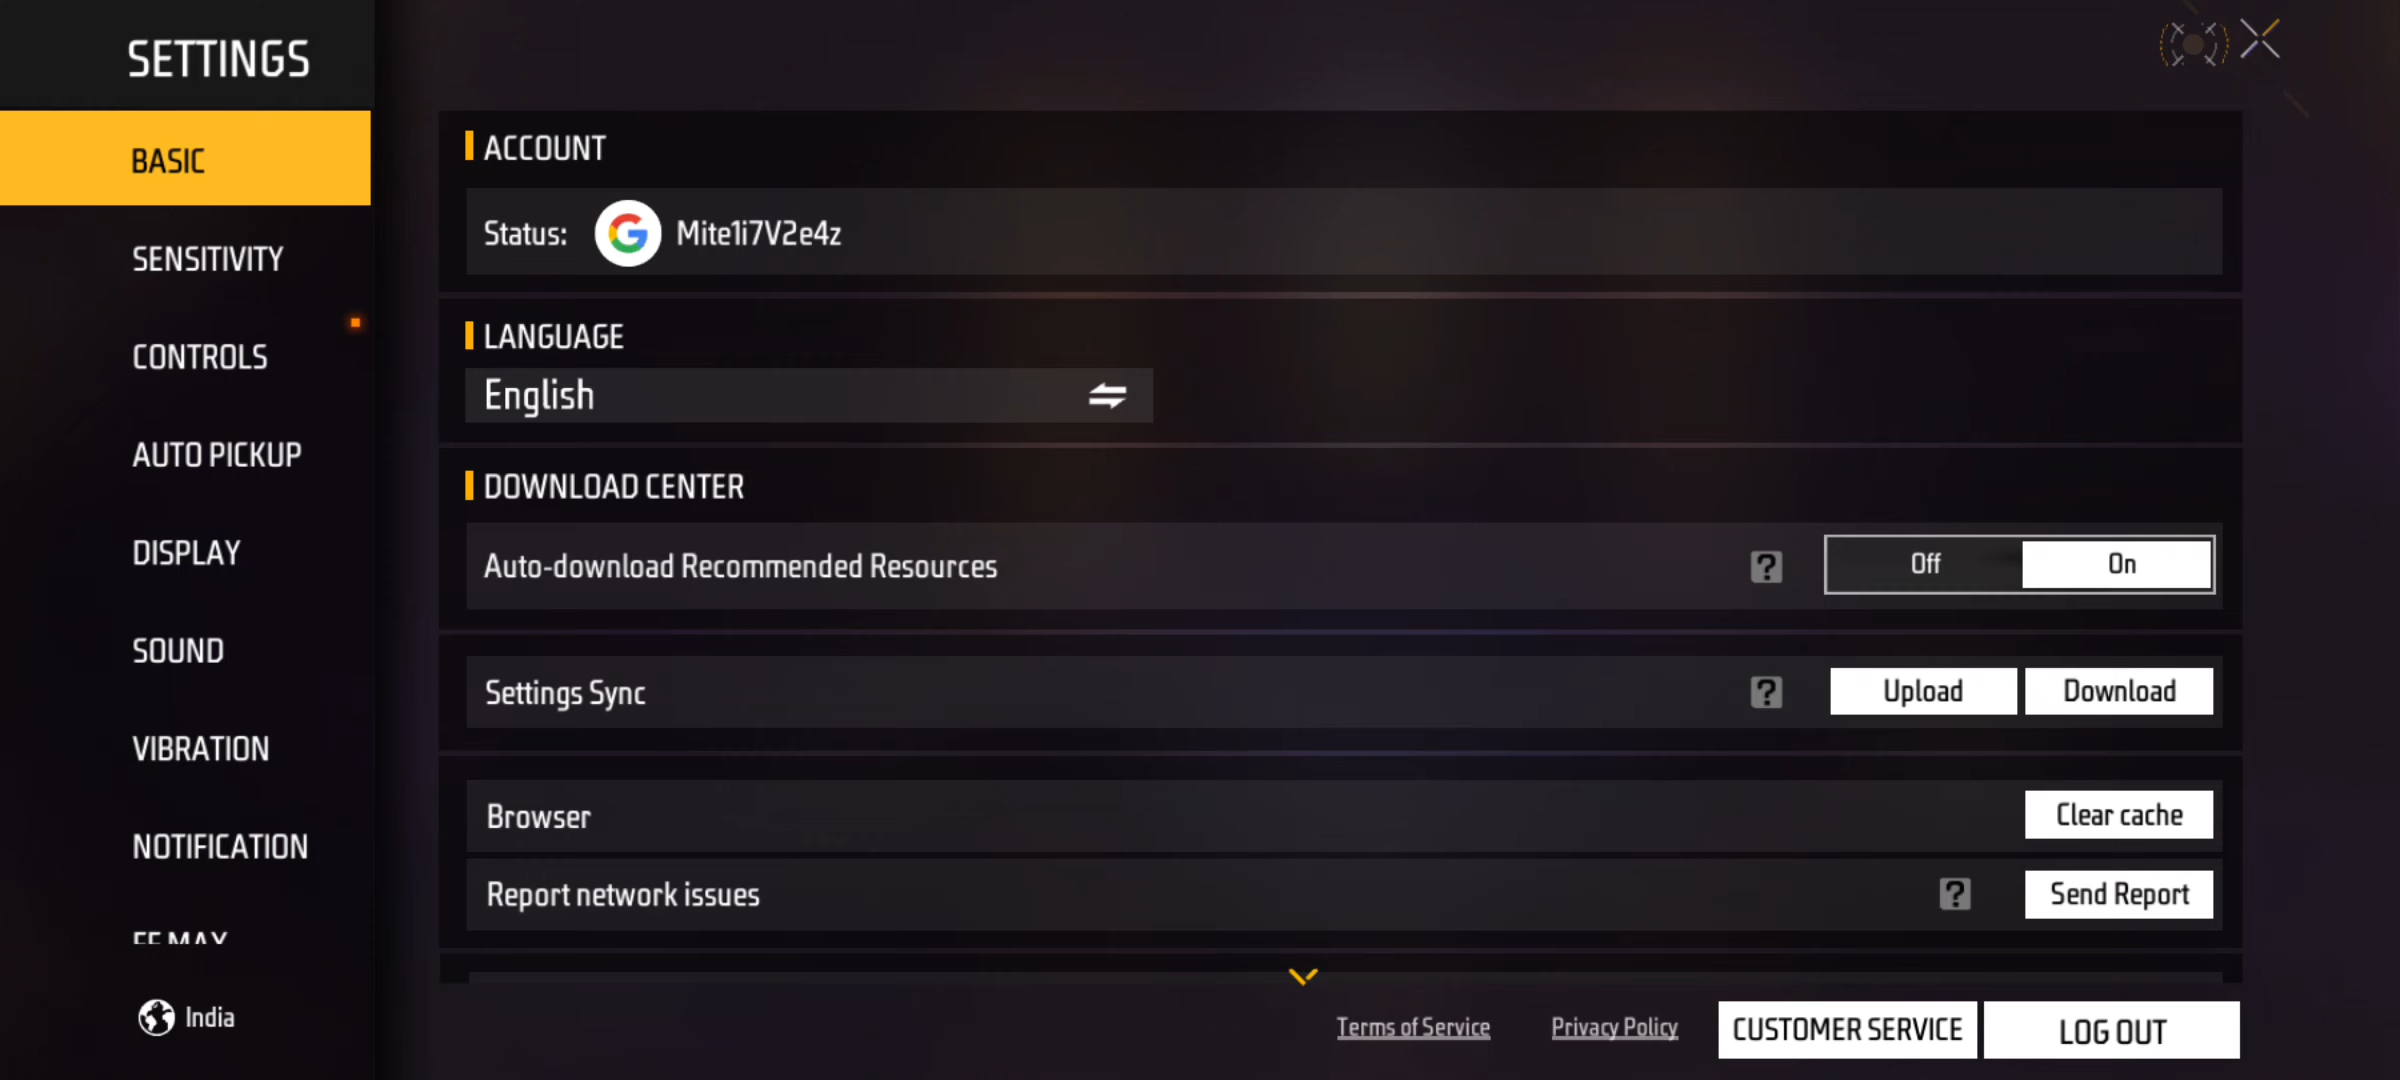 SETTINGS
BASIC
SENSITIVITY
CONTROLS
AUTO PICKUP
DISPLAY
SOUND
VIBRATION
NOTIFICATION
FF MAX
India
ACCOUNT
Status: Mite1i7V2e4z
LANGUAGE
English
DOWNLOAD CENTER
Auto-download Recommended Resources ? Off On
Settings Sync ? Upload Download
Browser Clear cache
Report network issues ? Send Report
Terms of Service Privacy Policy CUSTOMER SERVICE LOG OUT